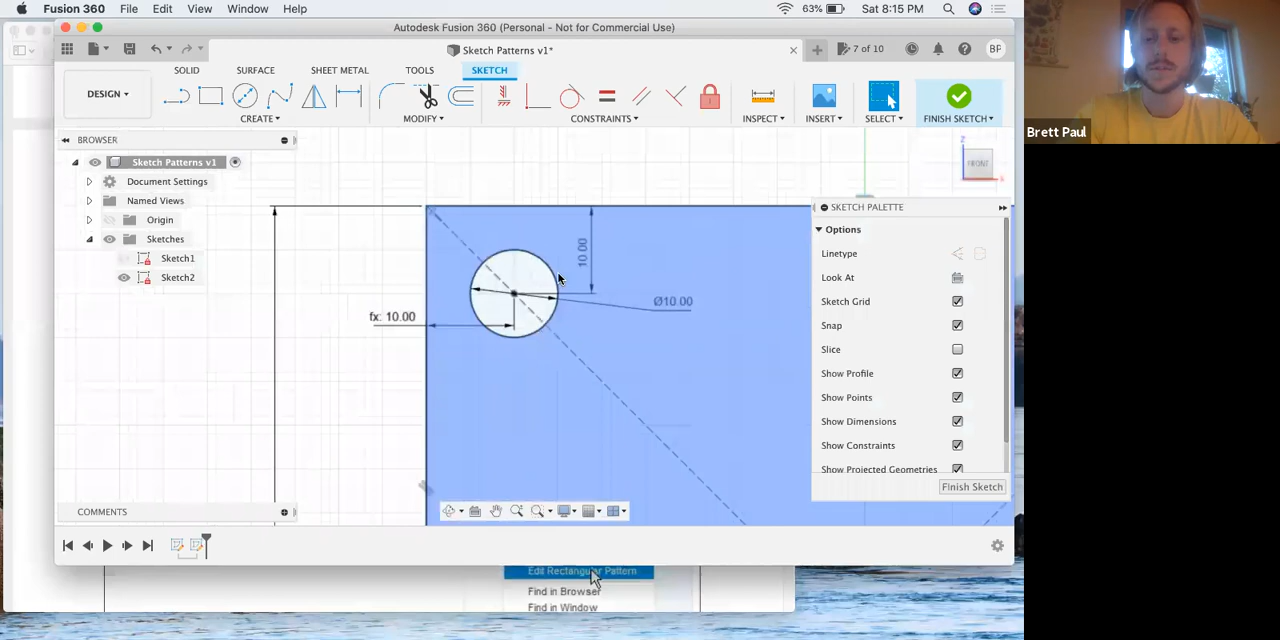 Fusion 360 File Edit View Window Help 63% Sat 8:15 PM
Autodesk Fusion 360 (Personal - Not for Commercial Use)
Sketch Patterns v1* 7 of 10 BP
SOLID SURFACE SHEET METAL TOOLS SKETCH
DESIGN
CREATE MODIFY CONSTRAINTS INSPECT INSERT SELECT FINISH SKETCH
Brett Paul
BROWSER
Sketch Patterns v1
Document Settings
Named Views
Origin
Sketches
Sketch1
Sketch2
Z
FRONT
X
10.00
Ø10.00
fx: 10.00
SKETCH PALETTE
Options
Linetype
Look At
Sketch Grid
Snap
Slice
Show Profile
Show Points
Show Dimensions
Show Constraints
Show Projected Geometries
Finish Sketch
COMMENTS
Edit Rectangular Pattern
Find in Browser
Find in Window